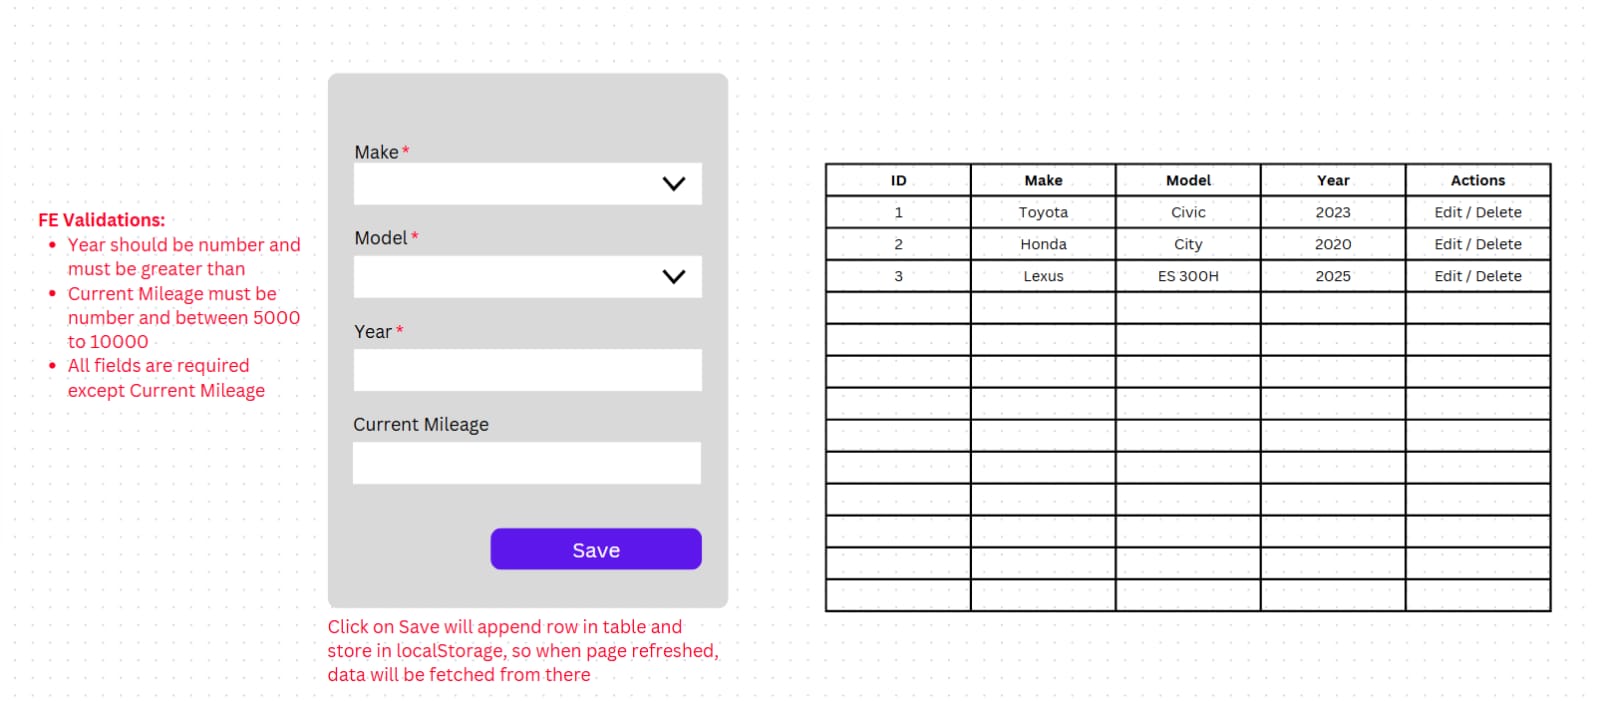 FE Validations:
• Year should be number and
must be greater than
• Current Mileage must be
number and between 5000
to 10000
• All fields are required
except Current Mileage
Make *
Model *
Year *
Current Mileage
Save
Click on Save will append row in table and
store in localStorage, so when page refreshed,
data will be fetched from there
ID Make Model Year Actions
1 Toyota Civic 2023 Edit / Delete
2 Honda City 2020 Edit / Delete
3 Lexus ES 300H 2025 Edit / Delete